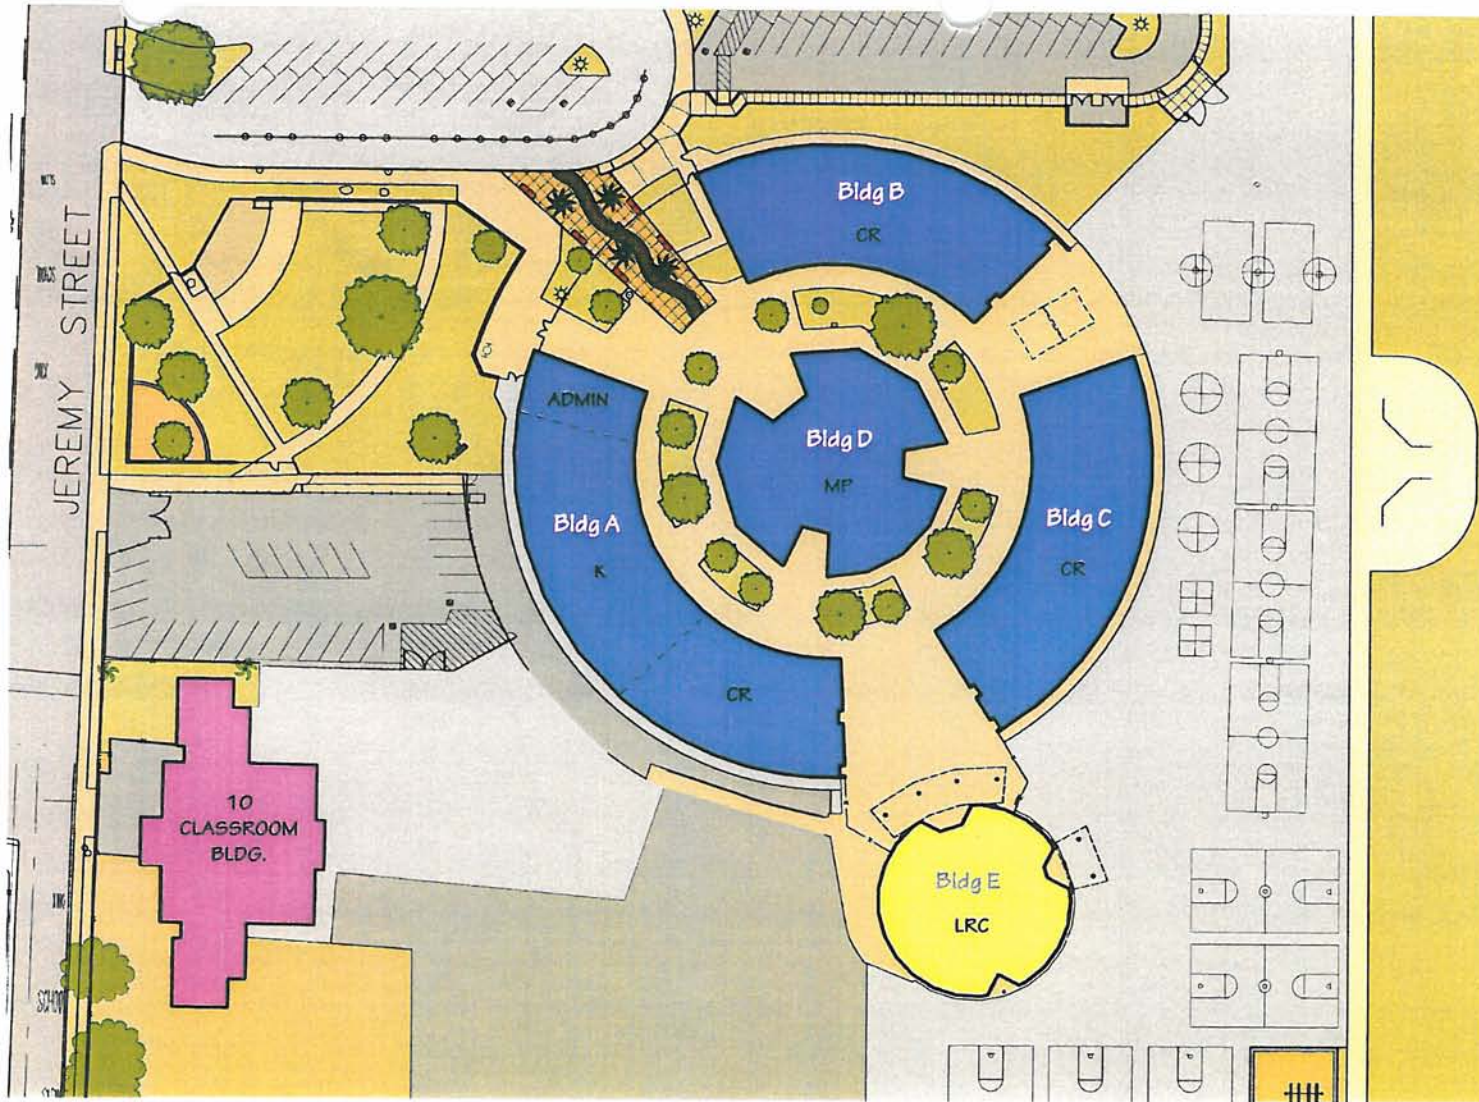 JEREMY STREET
Bldg B
CR
ADMIN
Bldg D
MP
Bldg A
K
Bldg C
CR
CR
10
CLASSROOM
BLDG.
Bldg E
LRC